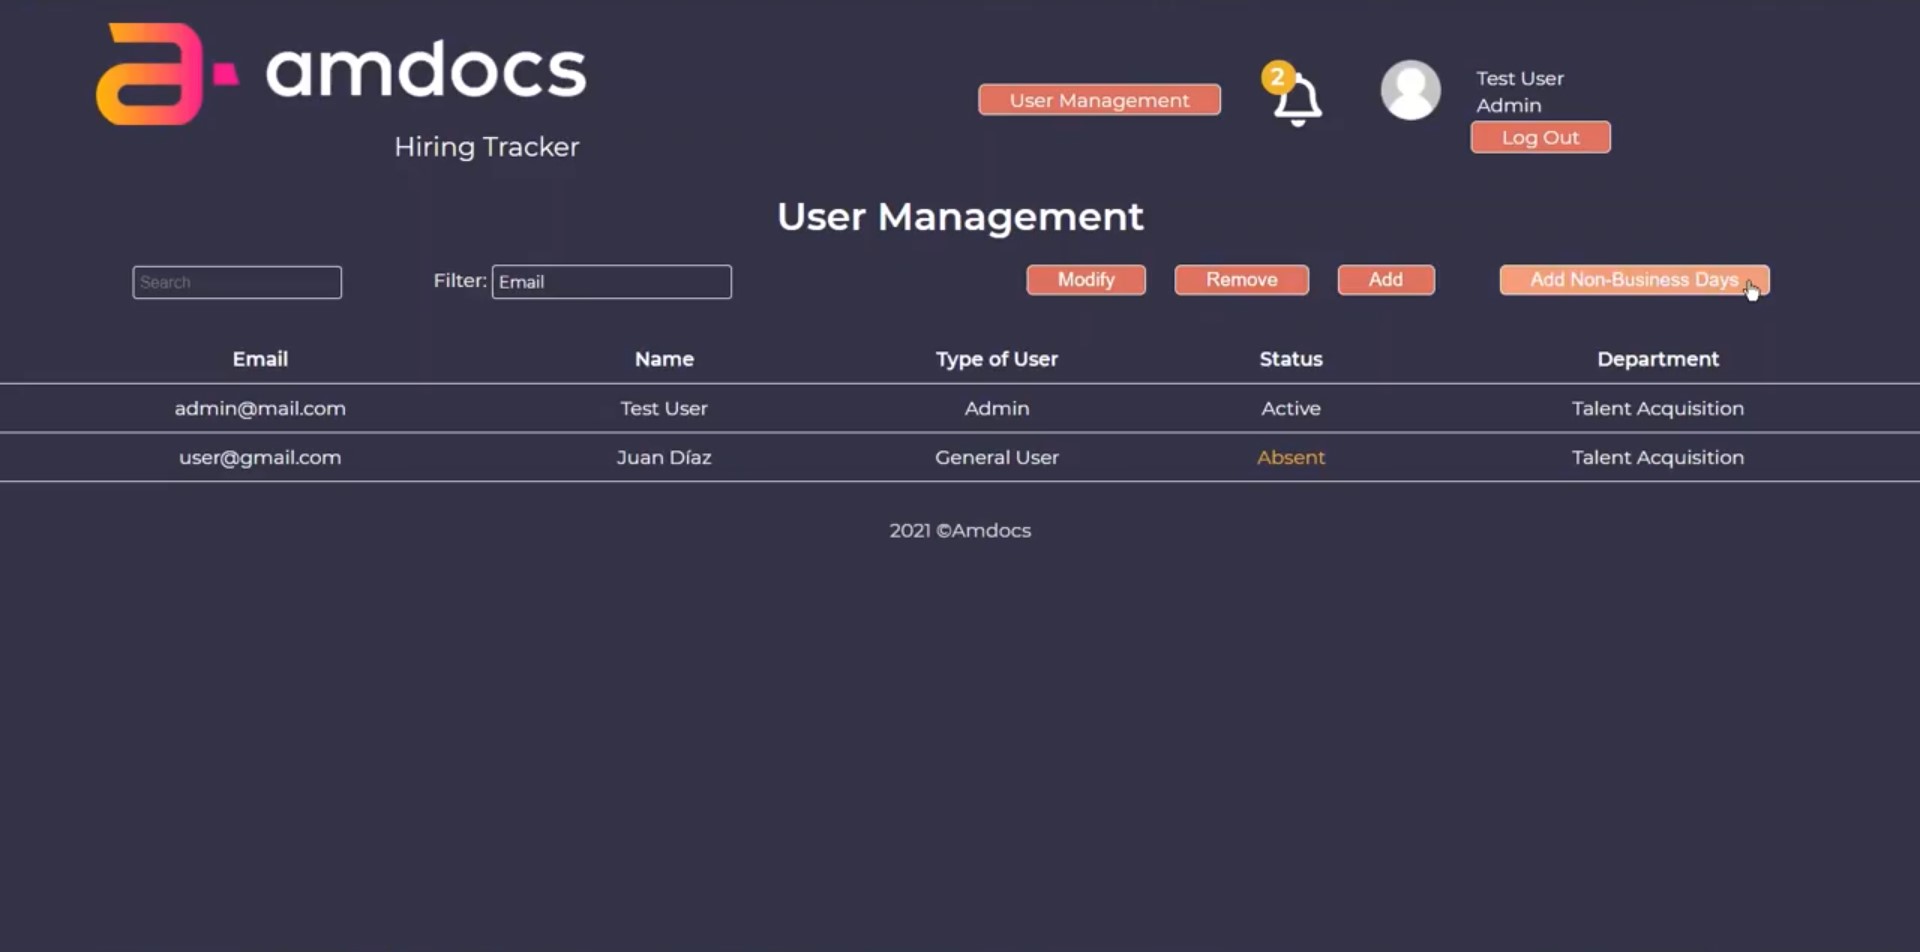 amdocs
Hiring Tracker
User Management
2
Test User
Admin
Log Out
User Management
Search
Filter: Email
Modify
Remove
Add
Add Non-Business Days
Email Name Type of User Status Department
admin@mail.com Test User Admin Active Talent Acquisition
user@gmail.com Juan Díaz General User Absent Talent Acquisition
2021 ©Amdocs